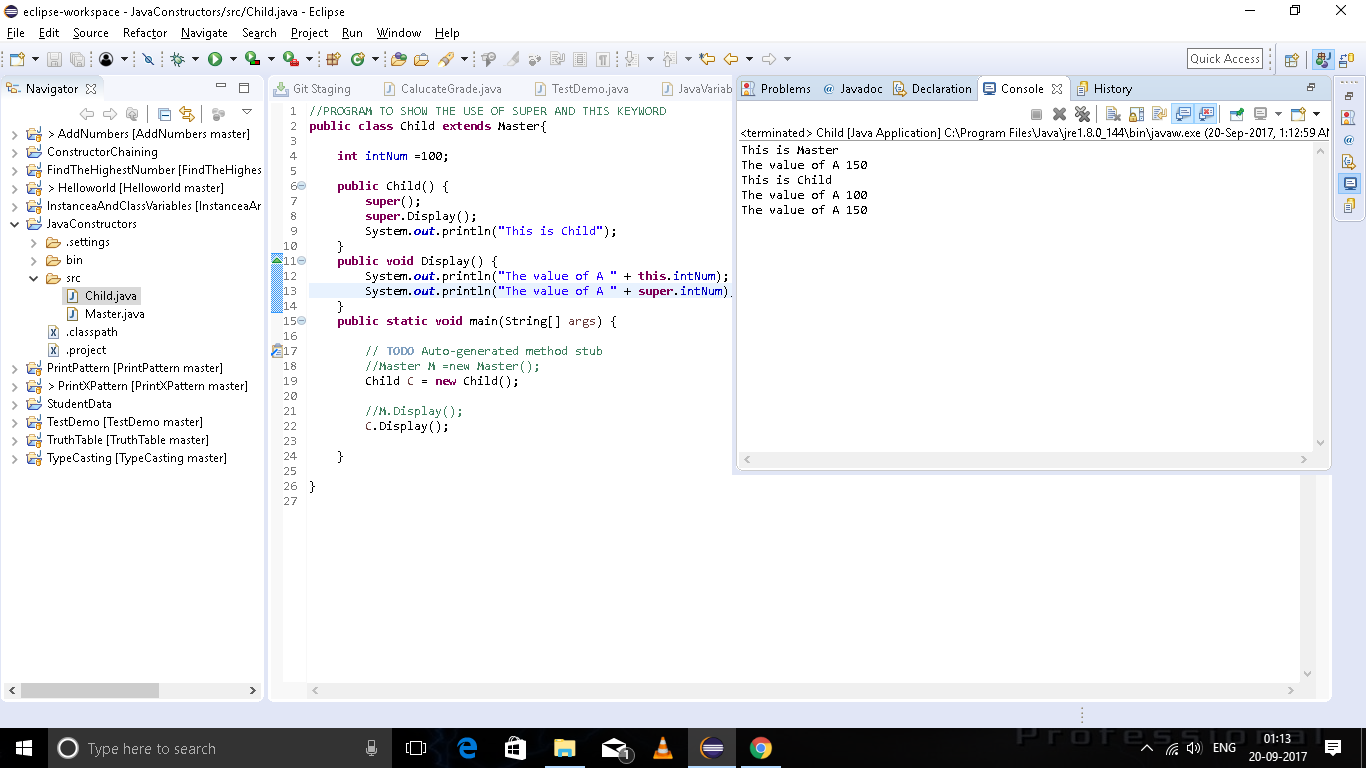 eclipse-workspace - JavaConstructors/src/Child.java - Eclipse
File Edit Source Refactor Navigate Search Project Run Window Help
Quick Access
Navigator
> AddNumbers [AddNumbers master]
ConstructorChaining
FindTheHighestNumber [FindTheHighes
> Helloworld [Helloworld master]
InstanceaAndClassVariables [InstanceaAr
JavaConstructors
.settings
bin
src
Child.java
Master.java
.classpath
.project
PrintPattern [PrintPattern master]
> PrintXPattern [PrintXPattern master]
StudentData
TestDemo [TestDemo master]
TruthTable [TruthTable master]
TypeCasting [TypeCasting master]
Git Staging CalucateGrade.java TestDemo.java JavaVariab
1 //PROGRAM TO SHOW THE USE OF SUPER AND THIS KEYWORD
2 public class Child extends Master{
3
4 int intNum =100;
5
6 public Child() {
7 super();
8 super.Display();
9 System.out.println("This is Child");
10 }
11 public void Display() {
12 System.out.println("The value of A " + this.intNum);
13 System.out.println("The value of A " + super.intNum)
14 }
15 public static void main(String[] args) {
16
17 // TODO Auto-generated method stub
18 //Master M =new Master();
19 Child C = new Child();
20
21 //M.Display();
22 C.Display();
23
24 }
25
26 }
27
Problems @ Javadoc Declaration Console History
<terminated> Child [Java Application] C:\Program Files\Java\jre1.8.0_144\bin\javaw.exe (20-Sep-2017, 1:12:59 AM
This is Master
The value of A 150
This is Child
The value of A 100
The value of A 150
Professional
Type here to search
1
ENG
01:13
20-09-2017